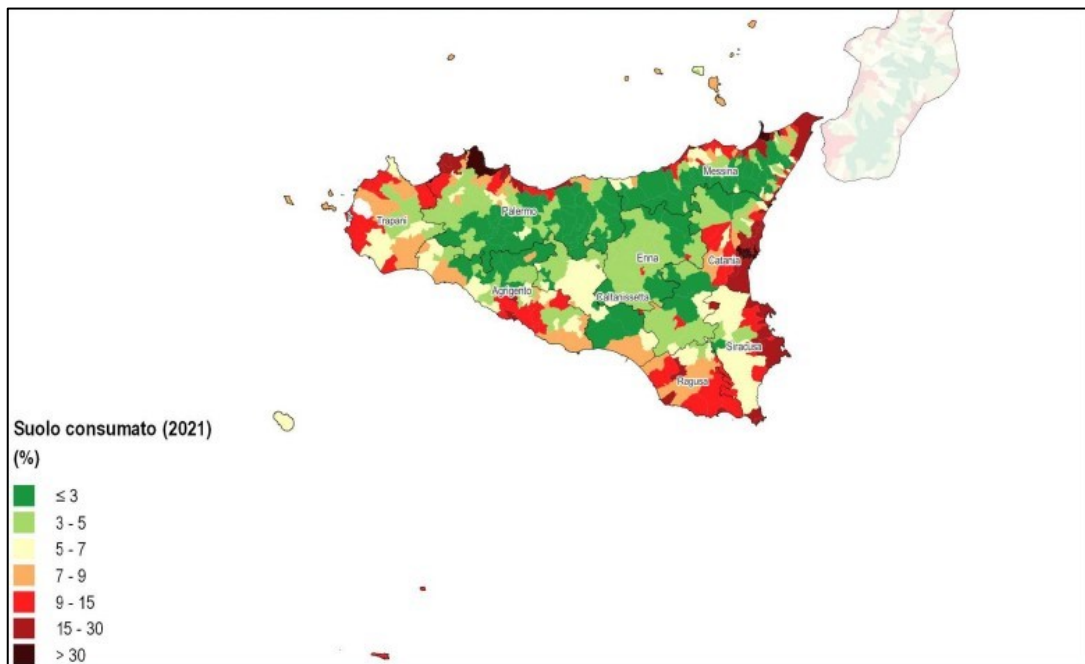 Messina
Palermo
Trapani
Enna
Catania
Agrigento
Caltanissetta
Siracusa
Ragusa
Suolo consumato (2021)
(%)
≤ 3
3 - 5
5 - 7
7 - 9
9 - 15
15 - 30
> 30